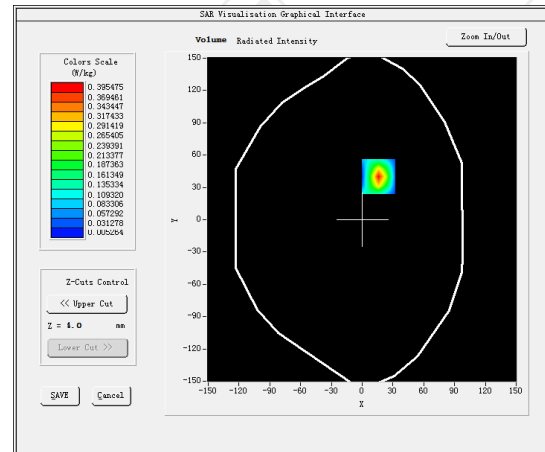 SAR Visualisation Graphical Interface
Volume Radiated Intensity
Zoom In/Out
Colors Scale
(W/kg)
0.395475
0.369461
0.343447
0.317433
0.291419
0.265405
0.239391
0.213377
0.187363
0.161349
0.135334
0.109320
0.083306
0.057292
0.031278
0.005264
Z-Cuts Control
<< Upper Cut
Z = 4.0 mm
Lower Cut >>
SAVE Cancel
150
120
90
60
30
0
-30
-60
-90
-120
-150
Y
-150 -120 -90 -60 -30 0 30 60 90 120 150
X